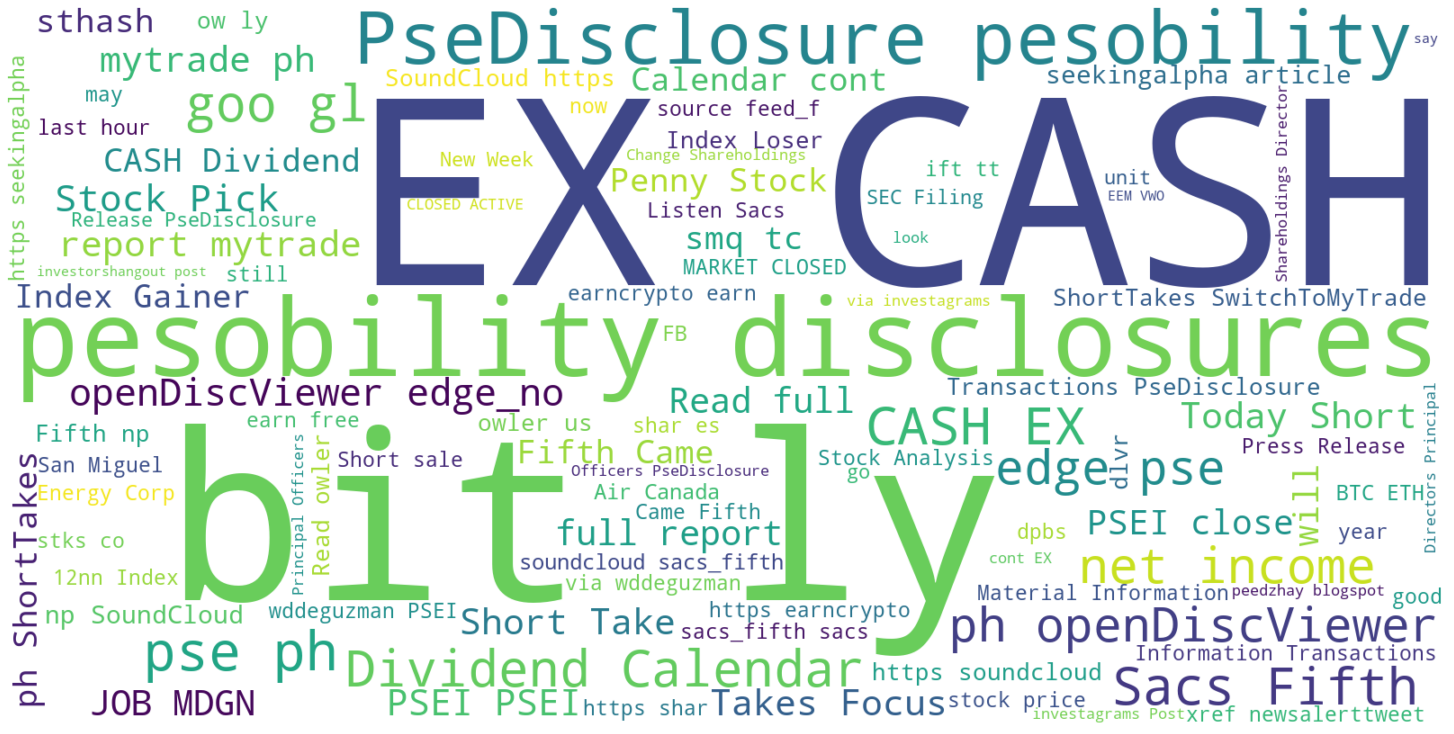 sthash
ow ly
PseDisclosure pesobility
say
mytrade ph
SoundCloud https
Calendar cont
seekingalpha article
https seekingalpha
may
goo gl
now
source feed_f
last hour
EX CASH
Index Loser
Shareholdings Director
CASH Dividend
New Week
Change Shareholdings
ift tt
unit
Stock Pick
CLOSED ACTIVE
Penny Stock
SEC Filing
EEM VWO
Release PseDisclosure
Listen Sacs
report mytrade
smq tc
look
investorshangout post
still
MARKET CLOSED
Index Gainer
earncrypto earn
via investagrams
ShortTakes SwitchToMyTrade
pesobility disclosures
FB
openDiscViewer edge_no
Read full
Transactions PseDisclosure
earn free
owler us
shar es
CASH EX
Today Short
Directors Principal
Fifth np
bit ly
Fifth Came
Press Release
San Miguel
Principal Officers
Read owler
Short sale
Officers PseDisclosure
Stock Analysis
go
edge pse
dlvr
will
Energy Corp
Air Canada
BTC ETH
ph ShortTakes
Came Fifth
stks co
full report
dpbs
PSEI close
year
12nn Index
soundcloud sacs_fifth
cont EX
net income
via wddeguzman
Material Information
peedzhay blogspot
good
np SoundCloud
wddeguzman PSEI
Short Take
https earncrypto
sacs_fifth sacs
ph openDiscViewer
pse ph
Dividend Calendar
https soundcloud
Information Transactions
Sacs Fifth
JOB MDGN
PSEI PSEI
https shar
Takes Focus
stock price
investagrams Post
xref newsalerttweet